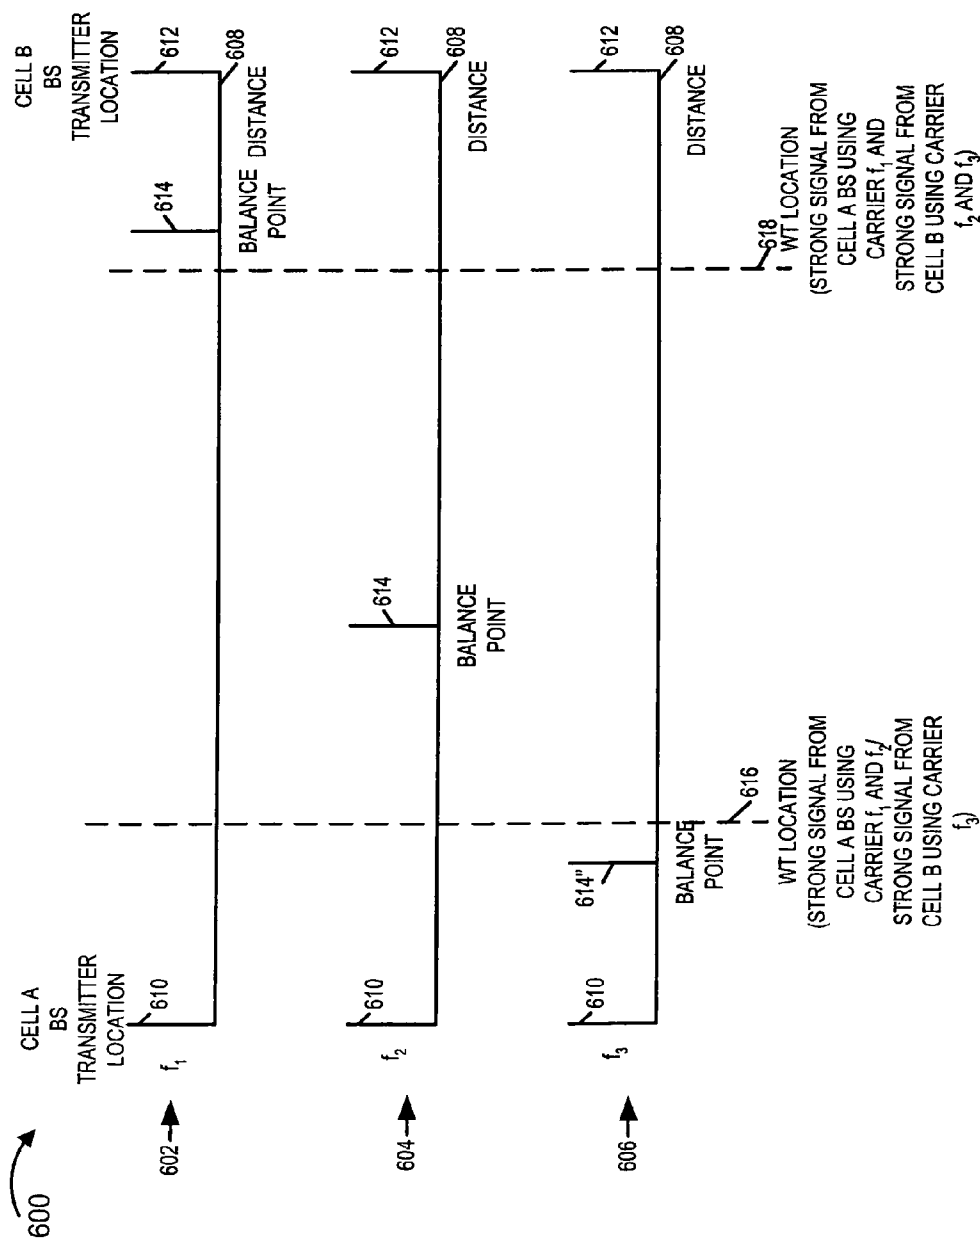 600
CELL A
BS
TRANSMITTER
LOCATION
CELL B
BS
TRANSMITTER
LOCATION
602
f1
610
614
612
608
BALANCE
POINT
DISTANCE
604
f2
610
614
612
608
BALANCE
POINT
DISTANCE
606
f3
610
614"
612
608
BALANCE
POINT
DISTANCE
616
WT LOCATION
(STRONG SIGNAL FROM
CELL A BS USING
CARRIER f1 AND f2/
STRONG SIGNAL FROM
CELL B USING CARRIER
f3)
618
WT LOCATION
(STRONG SIGNAL FROM
CELL A BS USING
CARRIER f1 AND
STRONG SIGNAL FROM
CELL B USING CARRIER
f2 AND f3)